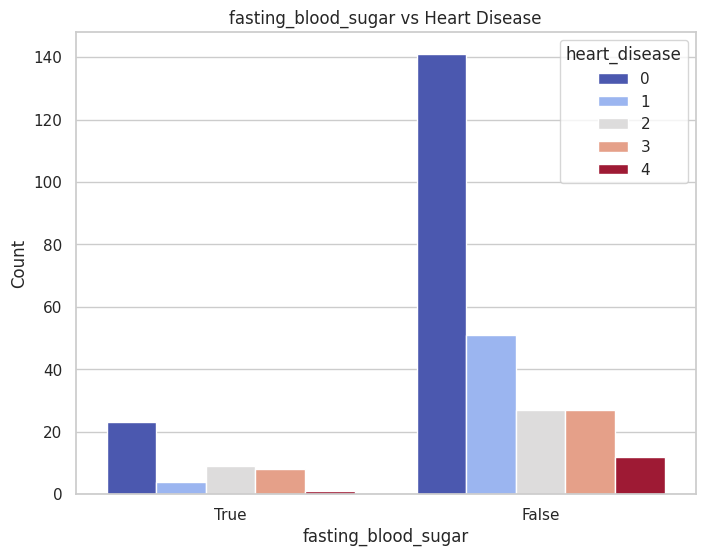 fasting_blood_sugar vs Heart Disease
heart_disease
0
1
2
3
4
Count
140
120
100
80
60
40
20
0
True
False
fasting_blood_sugar